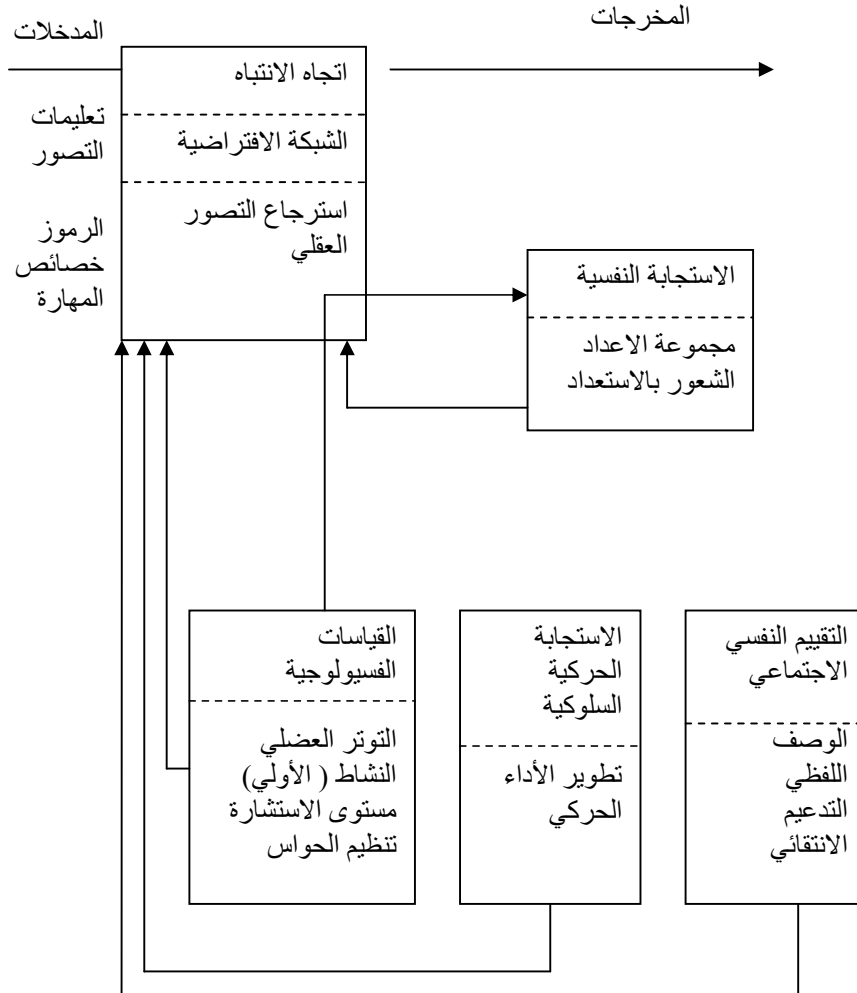 المدخلات
المخرجات
اتجاه الانتباه
الشبكة الافتراضية
استرجاع التصور
العقلي
تعليمات
التصور
الرموز
خصائص
المهارة
الاستجابة النفسية
مجموعة الاعداد
الشعور بالاستعداد
القياسات
الفسيولوجية
التوتر العضلي
النشاط ( الأولي)
مستوى الاستشارة
تنظيم الحواس
الاستجابة
الحركية
السلوكية
تطوير الأداء
الحركي
التقييم النفسي
الاجتماعي
الوصف
اللفظي
التدعيم
الانتقائي